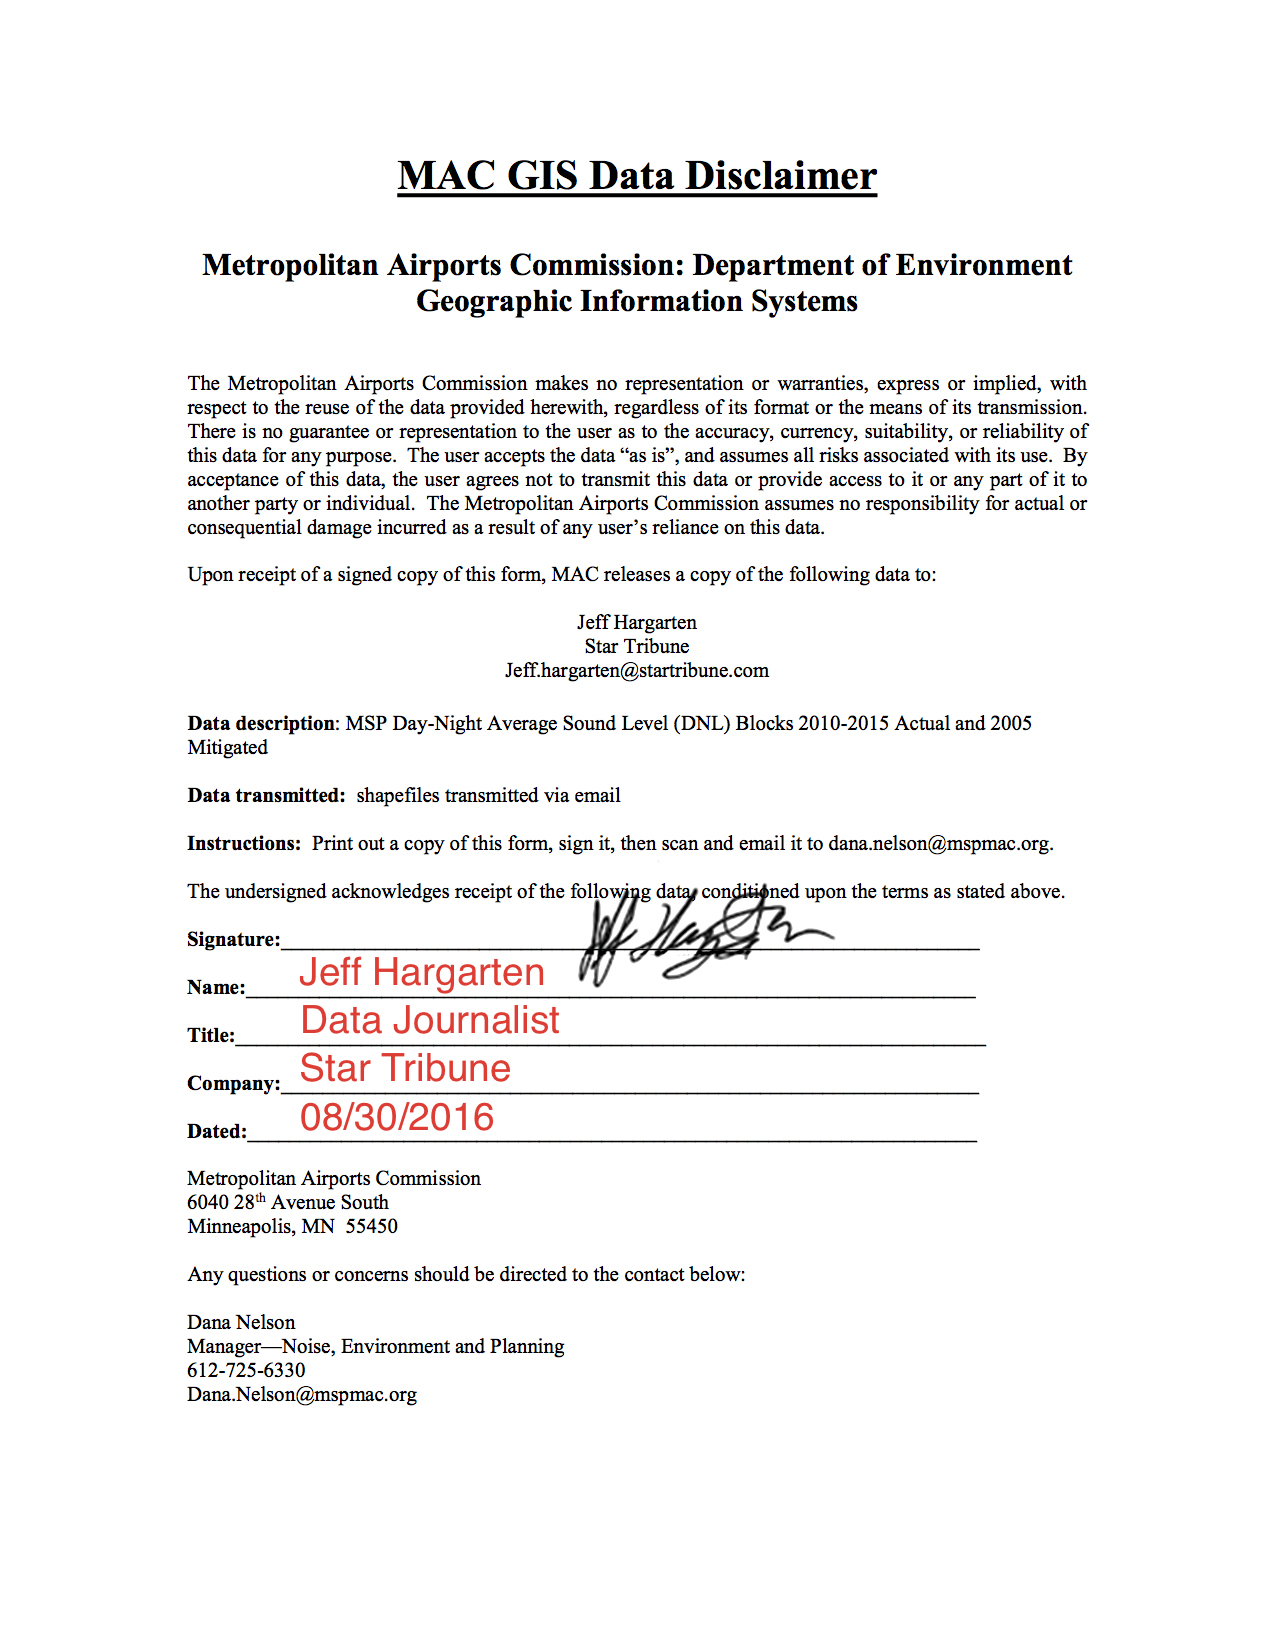 MAC GIS Data Disclaimer
Metropolitan Airports Commission: Department of Environment
Geographic Information Systems
The Metropolitan Airports Commission makes no representation or warranties, express or implied, with
respect to the reuse of the data provided herewith, regardless of its format or the means of its transmission.
There is no guarantee or representation to the user as to the accuracy, currency, suitability, or reliability of
this data for any purpose.  The user accepts the data “as is”, and assumes all risks associated with its use.  By
acceptance of this data, the user agrees not to transmit this data or provide access to it or any part of it to
another party or individual.  The Metropolitan Airports Commission assumes no responsibility for actual or
consequential damage incurred as a result of any user’s reliance on this data.
Upon receipt of a signed copy of this form, MAC releases a copy of the following data to:
Jeff Hargarten
Star Tribune
Jeff.hargarten@startribune.com
Data description: MSP Day-Night Average Sound Level (DNL) Blocks 2010-2015 Actual and 2005
Mitigated
Data transmitted:  shapefiles transmitted via email
Instructions:  Print out a copy of this form, sign it, then scan and email it to dana.nelson@mspmac.org.
The undersigned acknowledges receipt of the following data, conditioned upon the terms as stated above.
Signature: Jeff Hargarten
Name: Jeff Hargarten
Title: Data Journalist
Company: Star Tribune
Dated: 08/30/2016
Metropolitan Airports Commission
6040 28th Avenue South
Minneapolis, MN  55450
Any questions or concerns should be directed to the contact below:
Dana Nelson
Manager—Noise, Environment and Planning
612-725-6330
Dana.Nelson@mspmac.org